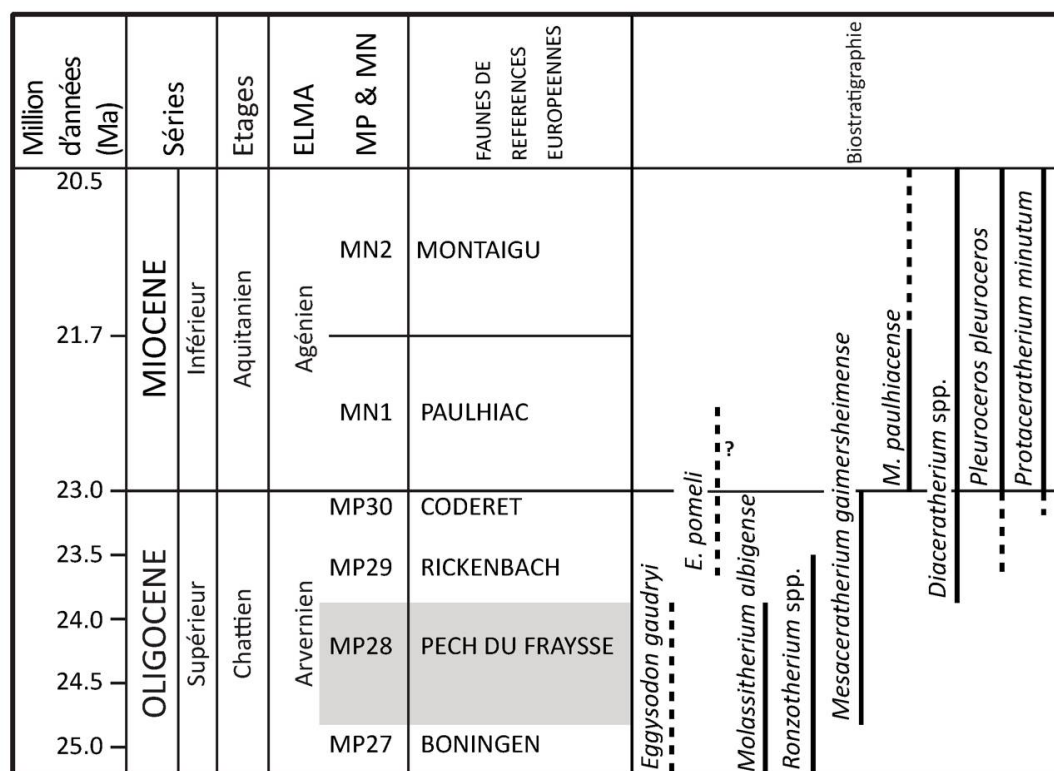 Million
d'années
(Ma)
Séries
Etages
ELMA
MP & MN
FAUNES DE
REFERENCES
EUROPEENNES
Biostratigraphie
20.5
21.7
23.0
23.5
24.0
24.5
25.0
MIOCENE
OLIGOCENE
Inférieur
Supérieur
Aquitanien
Chattien
Agénien
Arvernien
MN2 MONTAIGU
MN1 PAULHIAC
MP30 CODERET
MP29 RICKENBACH
MP28 PECH DU FRAYSSE
MP27 BONINGEN
Eggysodon gaudryi
E. pomeli
?
Molassitherium albigense
Ronzotherium spp.
Mesaceratherium gaimersheimense
M. paulhiacense
Diaceratherium spp.
Pleuroceros pleuroceros
Protaceratherium minutum